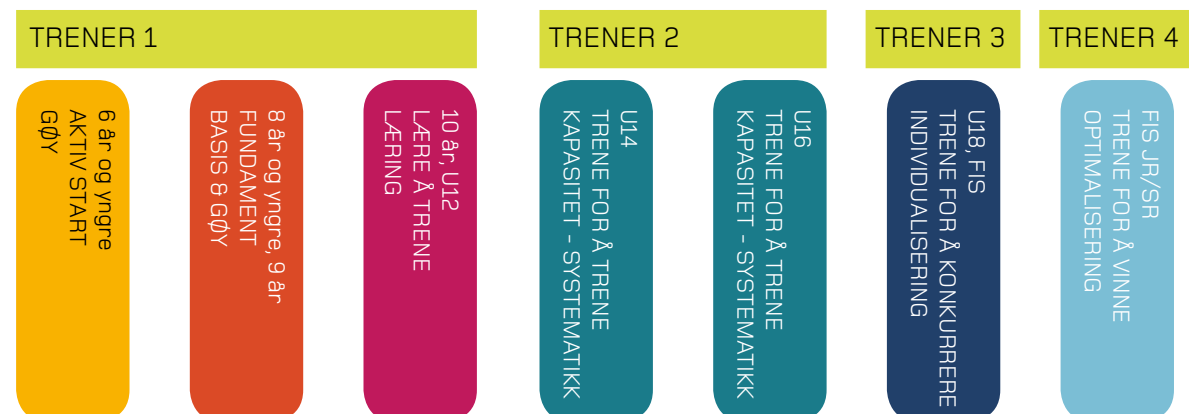 TRENER 1
6 år og yngre
AKTIV START
GØY
8 år og yngre, 9 år
FUNDAMENT
BASIS & GØY
10 år, U12
LÆRE Å TRENE
LÆRING
TRENER 2
U14
TRENE FOR Å TRENE
KAPASITET - SYSTEMATIKK
U16
TRENE FOR Å TRENE
KAPASITET - SYSTEMATIKK
TRENER 3
U18, FIS
TRENE FOR Å KONKURRERE
INDIVIDUALISERING
TRENER 4
FIS JR/SR
TRENE FOR Å VINNE
OPTIMALISERING